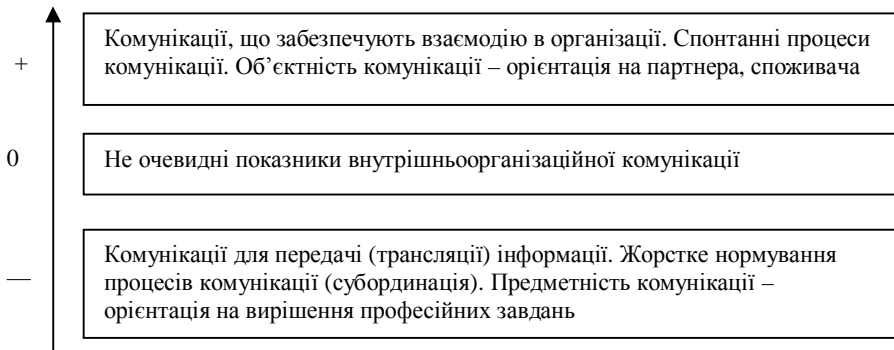 Комунікації, що забезпечують взаємодію в організації. Спонтанні процеси
+ комунікації. Об’єктність комунікації – орієнтація на партнера, споживача
0 Не очевидні показники внутрішньоорганізаційної комунікації
Комунікації для передачі (трансляції) інформації. Жорстке нормування
— процесів комунікації (субординація). Предметність комунікації –
орієнтація на вирішення професійних завдань